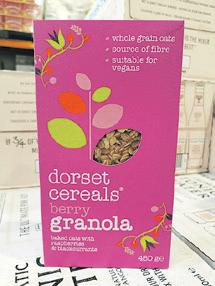 • whole grain oats
• source of fibre
• suitable for
vegans
dorset
cereals®
berry
granola
baked oats with
raspberries
& blackcurrants
450 g e